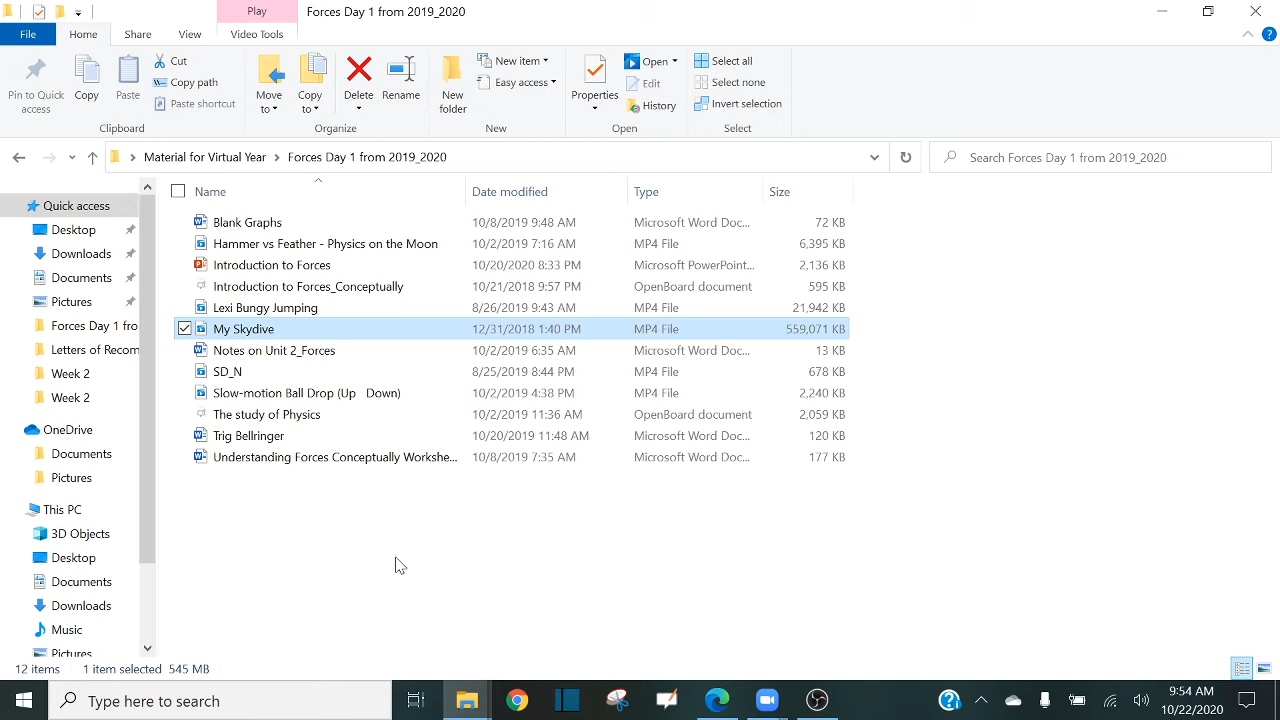 Play
Forces Day 1 from 2019_2020
File
Home
Share
View
Video Tools
Pin to Quick access
Copy
Paste
Cut
Copy path
Paste shortcut
Clipboard
Move to
Copy to
Delete
Rename
Organize
New folder
New item
Easy access
New
Properties
Open
Edit
History
Open
Select all
Select none
Invert selection
Select
Material for Virtual Year > Forces Day 1 from 2019_2020
Search Forces Day 1 from 2019_2020
Name Date modified Type Size
Blank Graphs 10/8/2019 9:48 AM Microsoft Word Doc... 72 KB
Hammer vs Feather - Physics on the Moon 10/2/2019 7:16 AM MP4 File 6,395 KB
Introduction to Forces 10/20/2020 8:33 PM Microsoft PowerPoint... 2,136 KB
Introduction to Forces_Conceptually 10/21/2018 9:57 PM OpenBoard document 595 KB
Lexi Bungy Jumping 8/26/2019 9:43 AM MP4 File 21,942 KB
My Skydive 12/31/2018 1:40 PM MP4 File 559,071 KB
Notes on Unit 2_Forces 10/2/2019 6:35 AM Microsoft Word Doc... 13 KB
SD_N 8/25/2019 8:44 PM MP4 File 678 KB
Slow-motion Ball Drop (Up Down) 10/2/2019 4:38 PM MP4 File 2,240 KB
The study of Physics 10/2/2019 11:36 AM OpenBoard document 2,059 KB
Trig Bellringer 10/20/2019 11:48 AM Microsoft Word Doc... 120 KB
Understanding Forces Conceptually Workshe... 10/8/2019 7:35 AM Microsoft Word Doc... 177 KB
Quick access
Desktop
Downloads
Documents
Pictures
Forces Day 1 fro
Letters of Recom
Week 2
Week 2
OneDrive
Documents
Pictures
This PC
3D Objects
Desktop
Documents
Downloads
Music
Pictures
12 items 1 item selected 545 MB
Type here to search
9:54 AM
10/22/2020